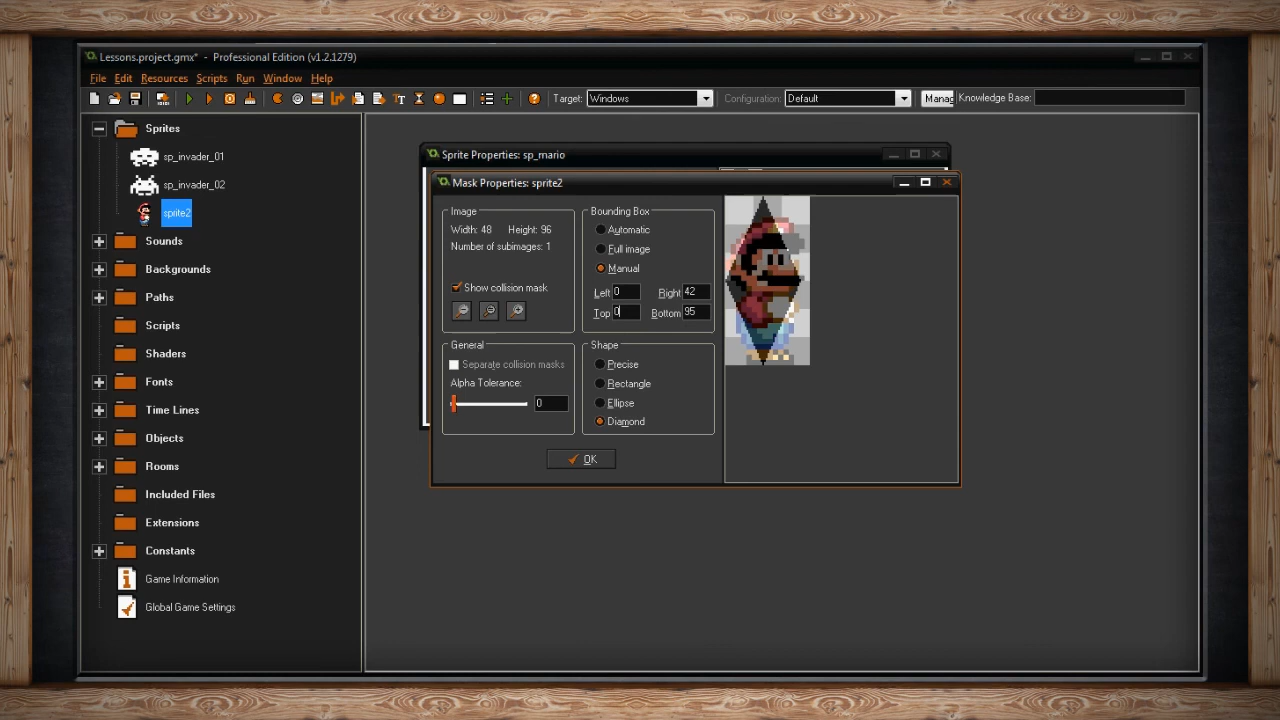 Lessons.project.gmx* - Professional Edition (v1.2.1279)
File Edit Resources Scripts Run Window Help
Target: Windows Configuration: Default Manag Knowledge Base:
Sprites
sp_invader_01
sp_invader_02
sprite2
Sounds
Backgrounds
Paths
Scripts
Shaders
Fonts
Time Lines
Objects
Rooms
Included Files
Extensions
Constants
Game Information
Global Game Settings
Sprite Properties: sp_mario
Mask Properties: sprite2
Image
Width: 48 Height: 96
Number of subimages: 1
Show collision mask
General
Separate collision masks
Alpha Tolerance:
0
Bounding Box
Automatic
Full image
Manual
Left 0 Right 42
Top 0 Bottom 95
Shape
Precise
Rectangle
Ellipse
Diamond
OK